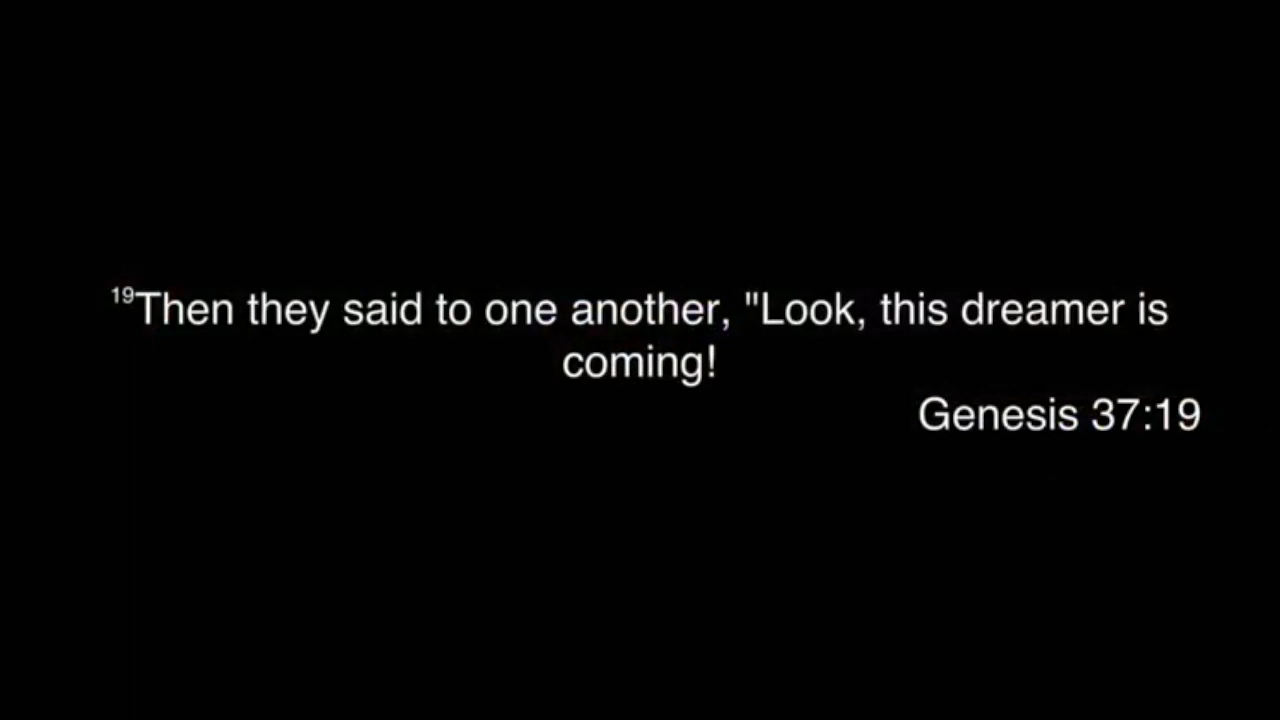 19Then they said to one another, "Look, this dreamer is
coming!
Genesis 37:19